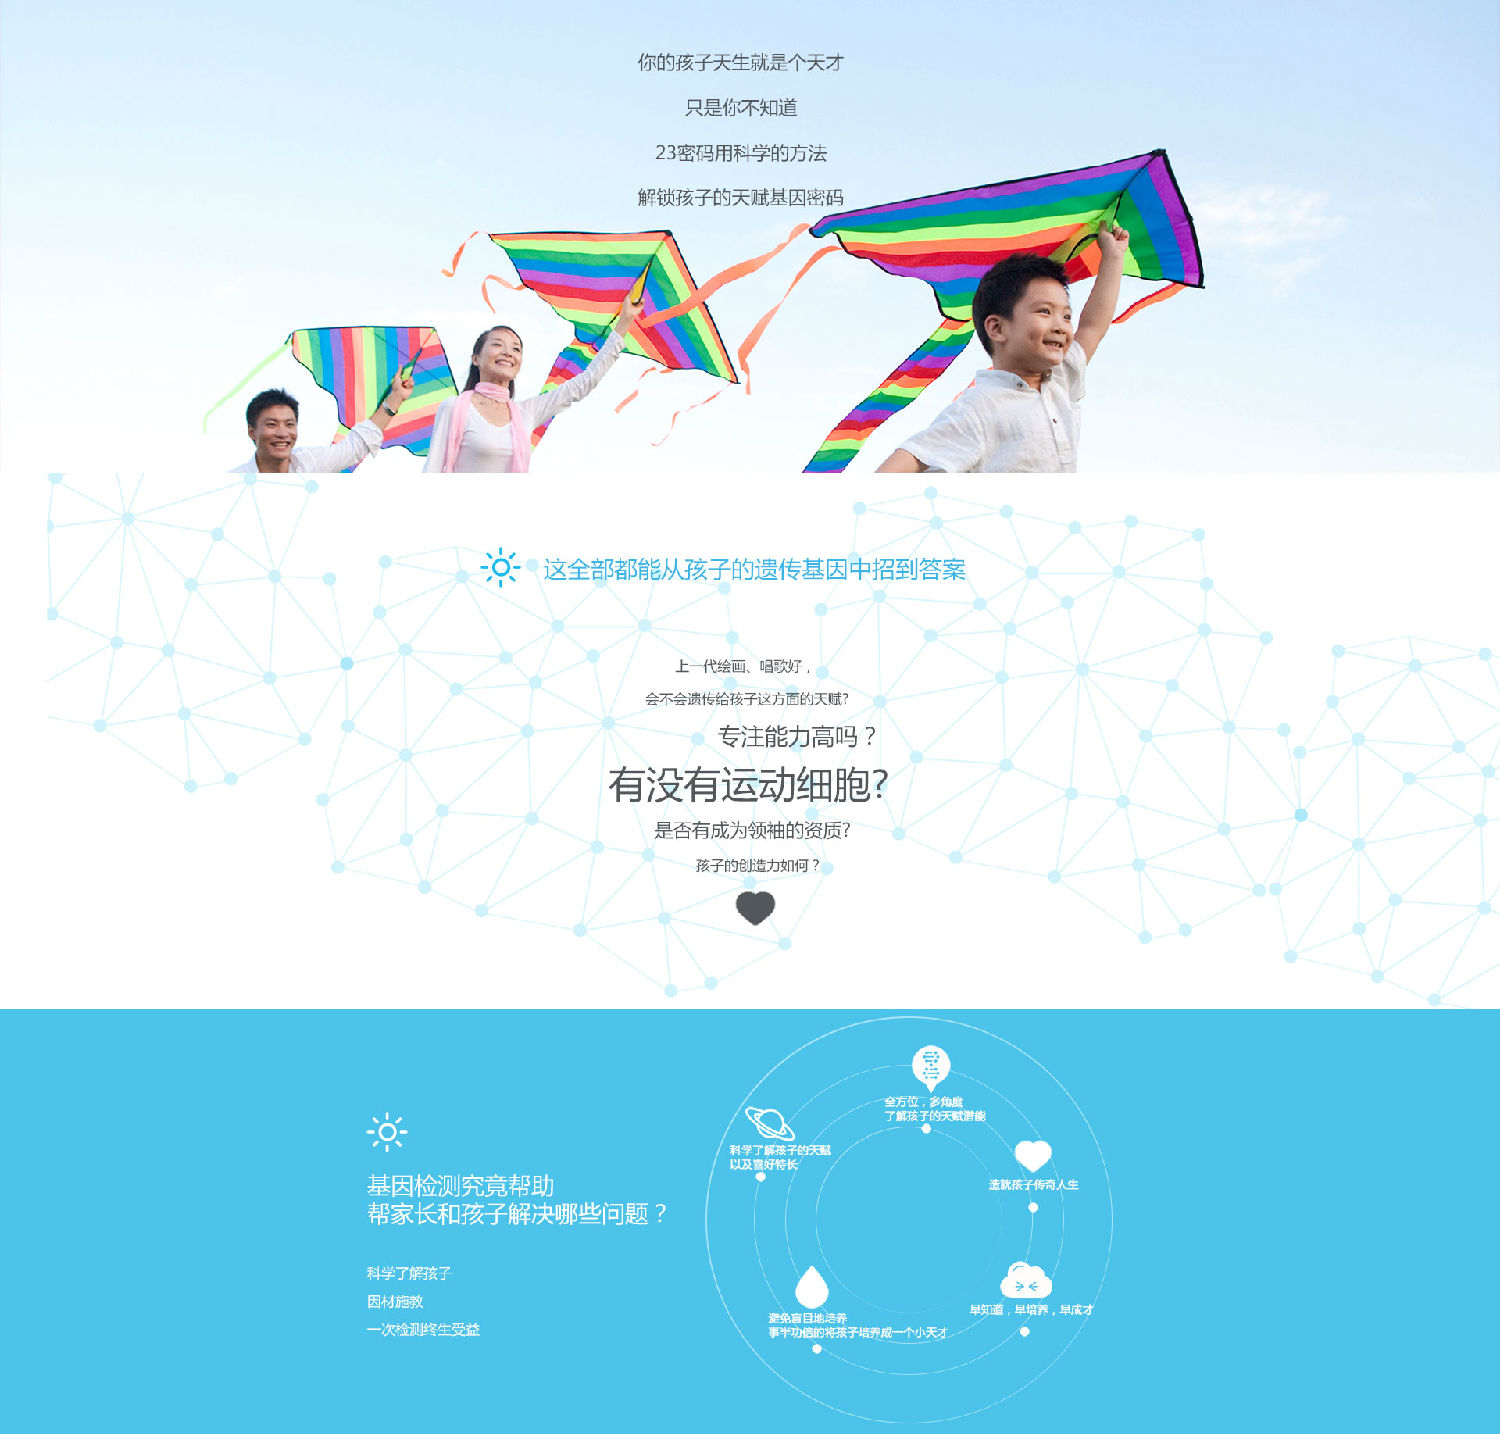 你的孩子天生就是个天才
只是你不知道
23密码用科学的方法
解锁孩子的天赋基因密码
这全部都能从孩子的遗传基因中招到答案
上一代绘画、唱歌好，
会不会遗传给孩子这方面的天赋?
专注能力高吗？
有没有运动细胞?
是否有成为领袖的资质?
孩子的创造力如何？
基因检测究竟帮助
帮家长和孩子解决哪些问题？
科学了解孩子
因材施教
一次检测终生受益
全方位，多角度
了解孩子的天赋潜能
科学了解孩子的天赋
以及喜好特长
造就孩子传奇人生
早知道，早培养，早成才
避免盲目地培养
事半功倍的将孩子培养成一个小天才